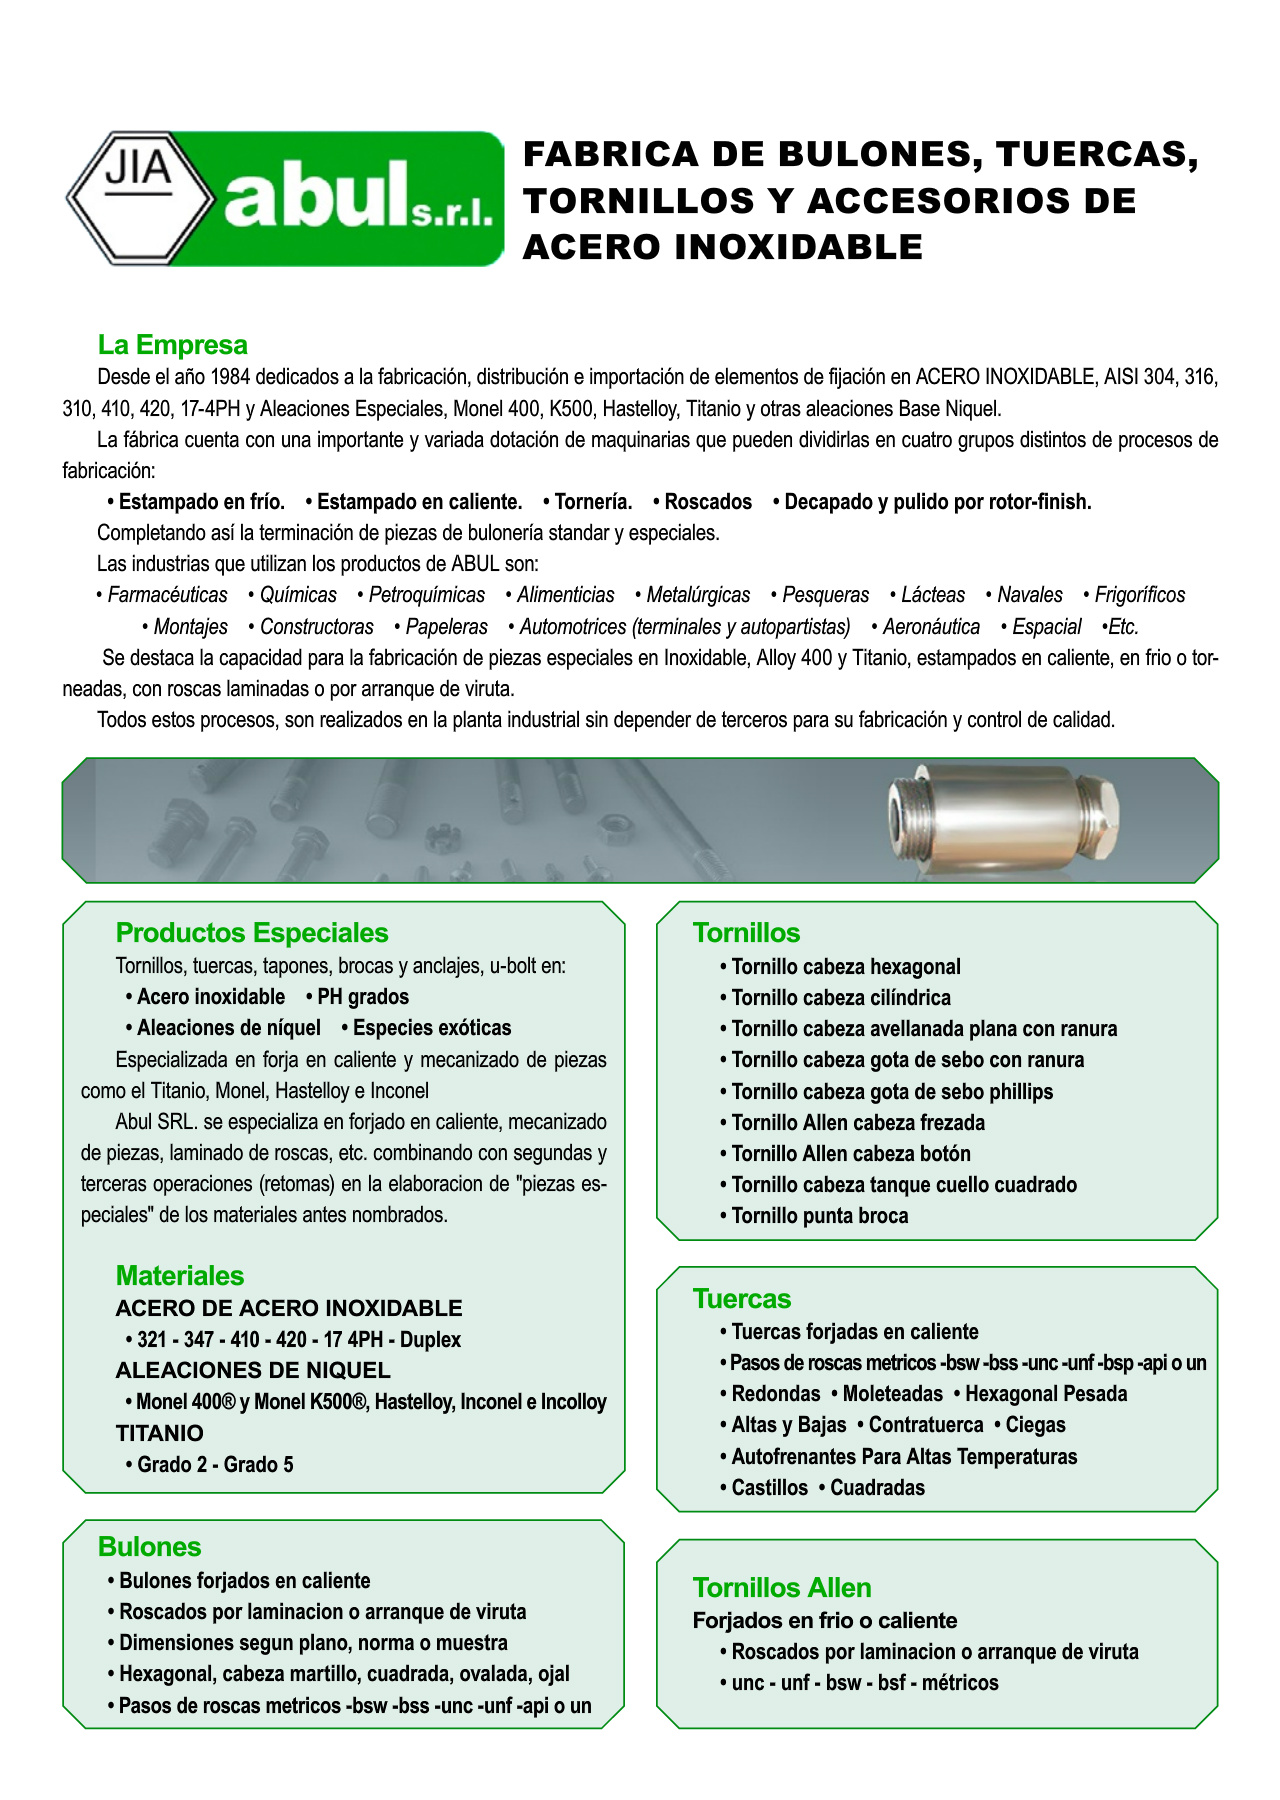 JIA
abul s.r.l.
FABRICA DE BULONES, TUERCAS,
TORNILLOS Y ACCESORIOS DE
ACERO INOXIDABLE
La Empresa
Desde el año 1984 dedicados a la fabricación, distribución e importación de elementos de fijación en ACERO INOXIDABLE, AISI 304, 316,
310, 410, 420, 17-4PH y Aleaciones Especiales, Monel 400, K500, Hastelloy, Titanio y otras aleaciones Base Niquel.
La fábrica cuenta con una importante y variada dotación de maquinarias que pueden dividirlas en cuatro grupos distintos de procesos de
fabricación:
• Estampado en frío. • Estampado en caliente. • Tornería. • Roscados • Decapado y pulido por rotor-finish.
Completando así la terminación de piezas de bulonería standar y especiales.
Las industrias que utilizan los productos de ABUL son:
• Farmacéuticas • Químicas • Petroquímicas • Alimenticias • Metalúrgicas • Pesqueras • Lácteas • Navales • Frigoríficos
• Montajes • Constructoras • Papeleras • Automotrices (terminales y autopartistas) • Aeronáutica • Espacial •Etc.
Se destaca la capacidad para la fabricación de piezas especiales en Inoxidable, Alloy 400 y Titanio, estampados en caliente, en frio o tor-
neadas, con roscas laminadas o por arranque de viruta.
Todos estos procesos, son realizados en la planta industrial sin depender de terceros para su fabricación y control de calidad.
Productos Especiales
Tornillos, tuercas, tapones, brocas y anclajes, u-bolt en:
• Acero inoxidable • PH grados
• Aleaciones de níquel • Especies exóticas
Especializada en forja en caliente y mecanizado de piezas
como el Titanio, Monel, Hastelloy e Inconel
Abul SRL. se especializa en forjado en caliente, mecanizado
de piezas, laminado de roscas, etc. combinando con segundas y
terceras operaciones (retomas) en la elaboracion de "piezas es-
peciales" de los materiales antes nombrados.
Materiales
ACERO DE ACERO INOXIDABLE
• 321 - 347 - 410 - 420 - 17 4PH - Duplex
ALEACIONES DE NIQUEL
• Monel 400® y Monel K500®, Hastelloy, Inconel e Incolloy
TITANIO
• Grado 2 - Grado 5
Bulones
• Bulones forjados en caliente
• Roscados por laminacion o arranque de viruta
• Dimensiones segun plano, norma o muestra
• Hexagonal, cabeza martillo, cuadrada, ovalada, ojal
• Pasos de roscas metricos -bsw -bss -unc -unf -api o un
Tornillos
• Tornillo cabeza hexagonal
• Tornillo cabeza cilíndrica
• Tornillo cabeza avellanada plana con ranura
• Tornillo cabeza gota de sebo con ranura
• Tornillo cabeza gota de sebo phillips
• Tornillo Allen cabeza frezada
• Tornillo Allen cabeza botón
• Tornillo cabeza tanque cuello cuadrado
• Tornillo punta broca
Tuercas
• Tuercas forjadas en caliente
• Pasos de roscas metricos -bsw -bss -unc -unf -bsp -api o un
• Redondas • Moleteadas • Hexagonal Pesada
• Altas y Bajas • Contratuerca • Ciegas
• Autofrenantes Para Altas Temperaturas
• Castillos • Cuadradas
Tornillos Allen
Forjados en frio o caliente
• Roscados por laminacion o arranque de viruta
• unc - unf - bsw - bsf - métricos